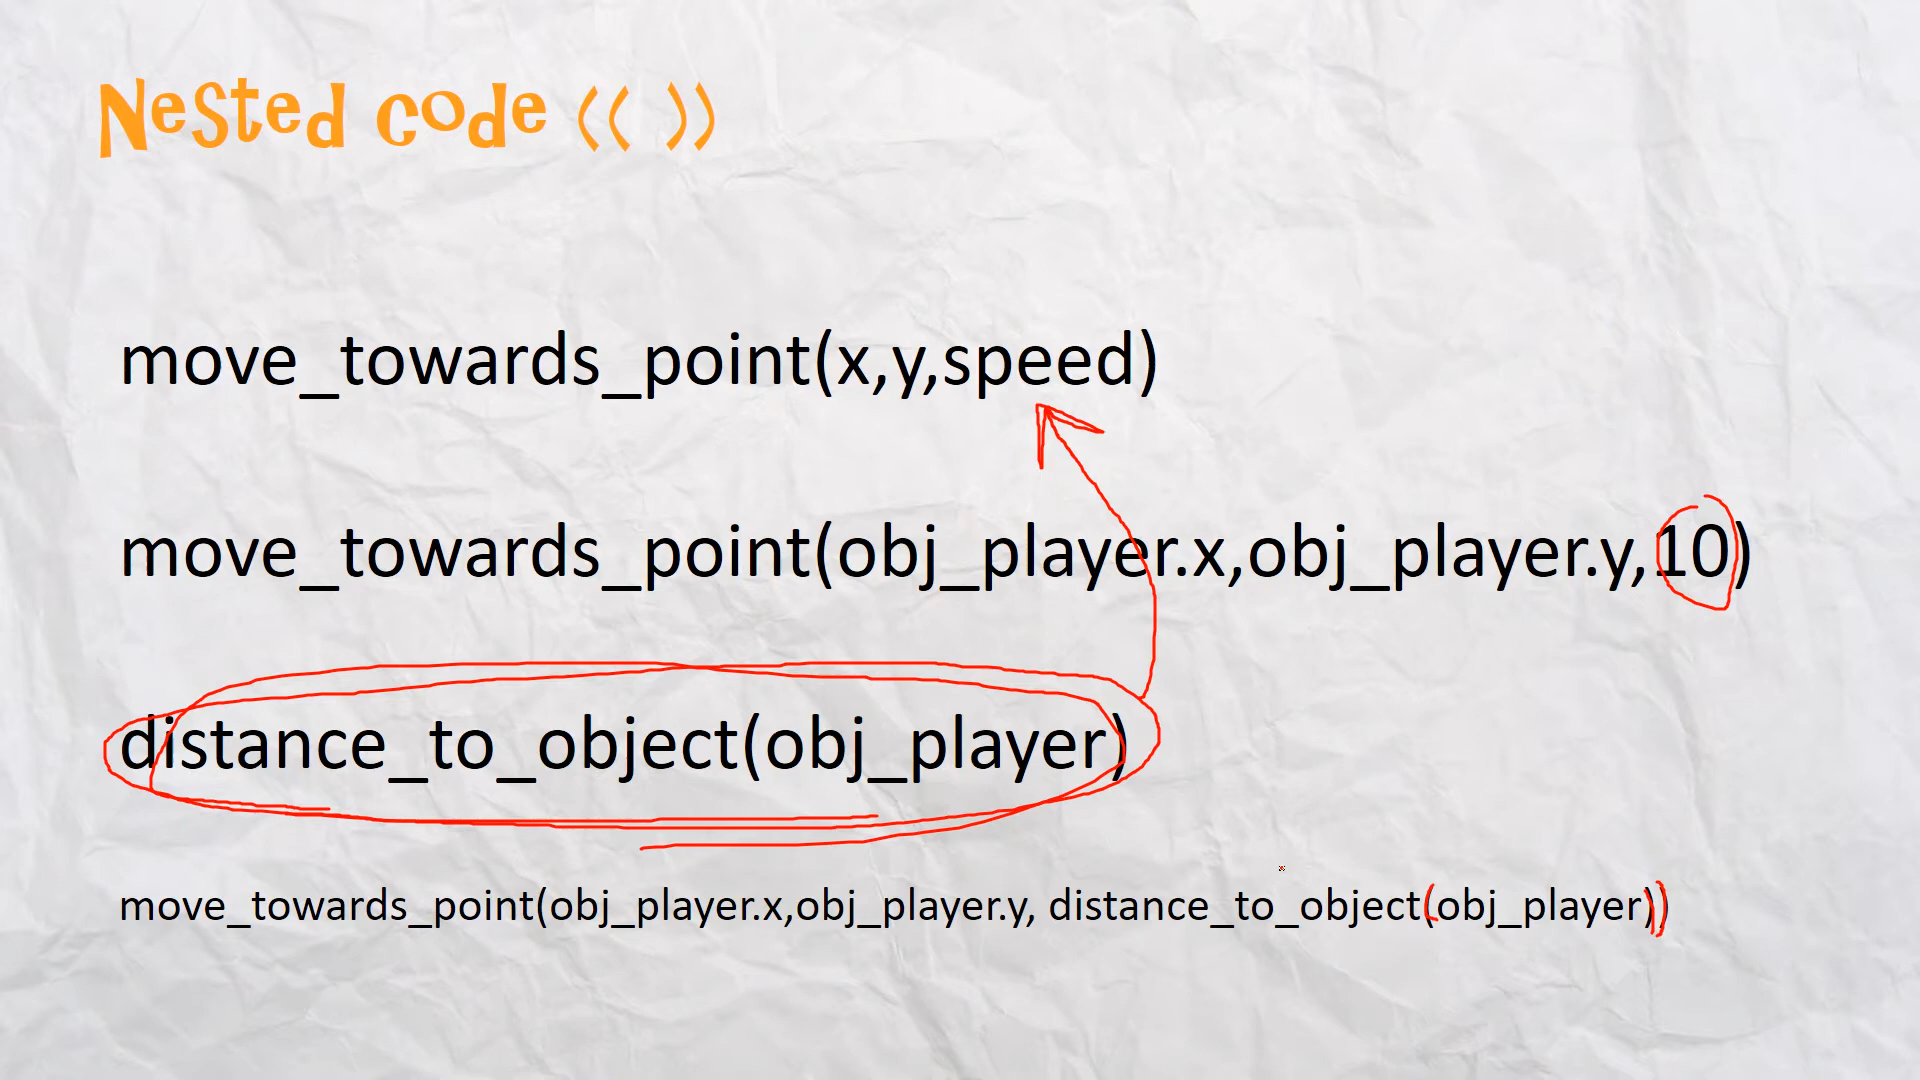 Nested code (( ))
move_towards_point(x,y,speed)
move_towards_point(obj_player.x,obj_player.y,10)
distance_to_object(obj_player)
move_towards_point(obj_player.x,obj_player.y, distance_to_object(obj_player))